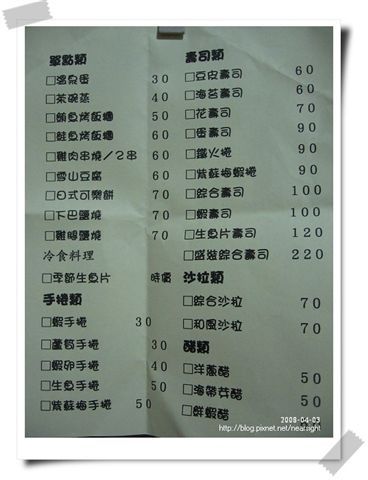 單點類
□溫泉蛋 30
□茶碗蒸 40
□鮪魚烤飯糰 50
□鮭魚烤飯糰 60
□雞肉串燒／2串 60
□雪山豆腐 60
□日式可樂餅 70
□下巴鹽燒 70
□雞腿鹽燒 70
冷食料理
□季節生魚片 時價
手捲類
□蝦手捲 30
□蘆筍手捲 30
□蝦卵手捲 40
□生魚手捲 50
□紫蘇梅手捲 50
壽司類
□豆皮壽司 60
□海苔壽司 60
□花壽司 70
□蛋壽司 90
□鐵火捲 90
□紫蘇梅蝦捲 90
□綜合壽司 100
□蝦壽司 100
□生魚片壽司 120
□盛裝綜合壽司 220
沙拉類
□綜合沙拉 70
□和風沙拉 70
醋類
□洋蔥醋 50
□海帶芽醋 50
□鮮蝦醋
2008-04-03
http://blog.pixnet.net/nearsight